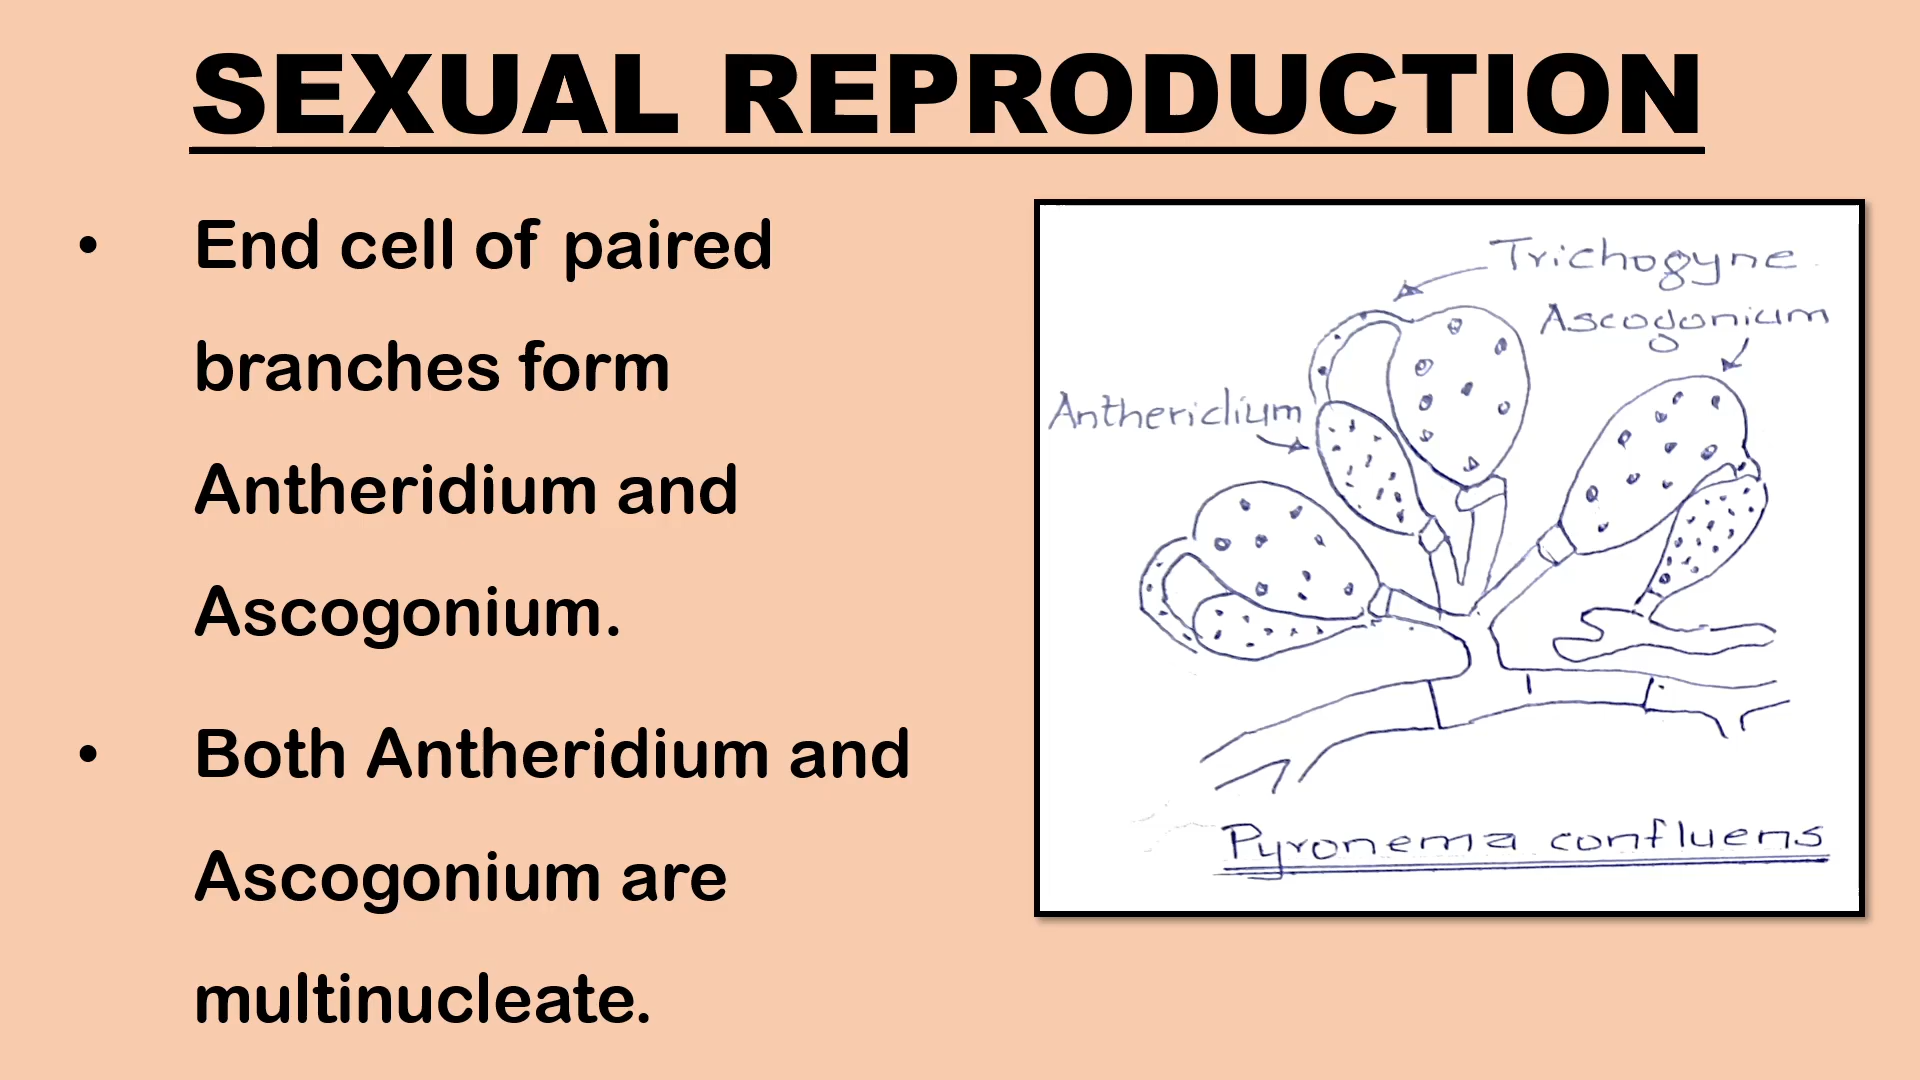 SEXUAL REPRODUCTION
• End cell of paired
branches form
Antheridium and
Ascogonium.
• Both Antheridium and
Ascogonium are
multinucleate.
Trichogyne
Ascogonium
Antheridium
Pyronema confluens